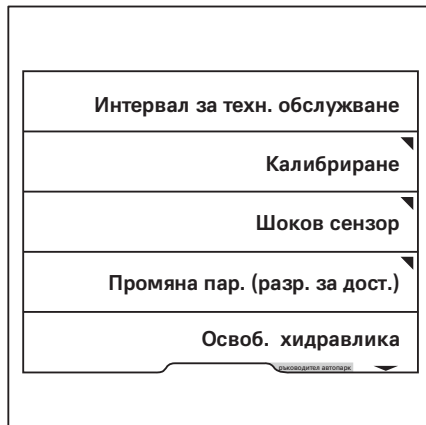 Интервал за техн. обслужване
Калибриране
Шоков сензор
Промяна пар. (разр. за дост.)
Освоб. хидравлика
ръководител автопарк